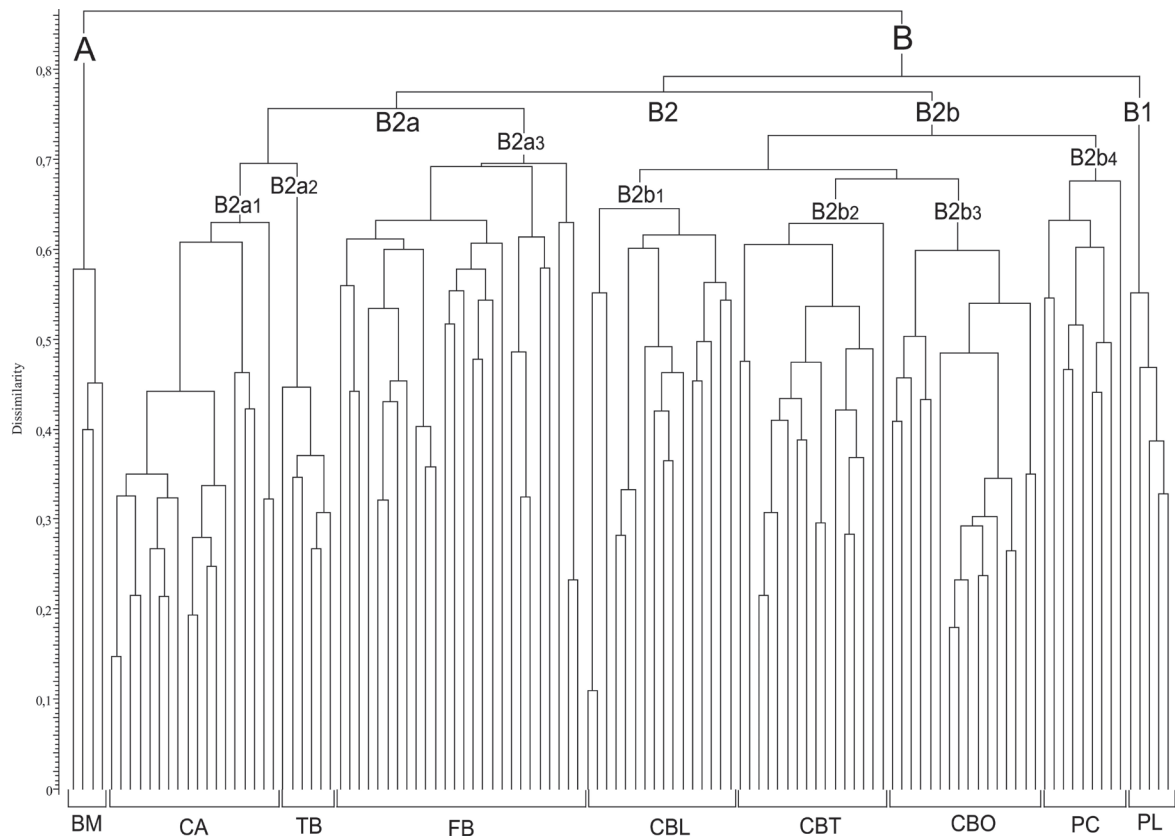 A
B
0,8
B2a
B2
B2b
B1
B2a3
0,7
B2b4
B2a2
B2b1
B2a1
B2b2
B2b3
0,6
0,5
Dissimilarity
0,4
0,3
0,2
0,1
0
BM
CA
TB
FB
CBL
CBT
CBO
PC
PL